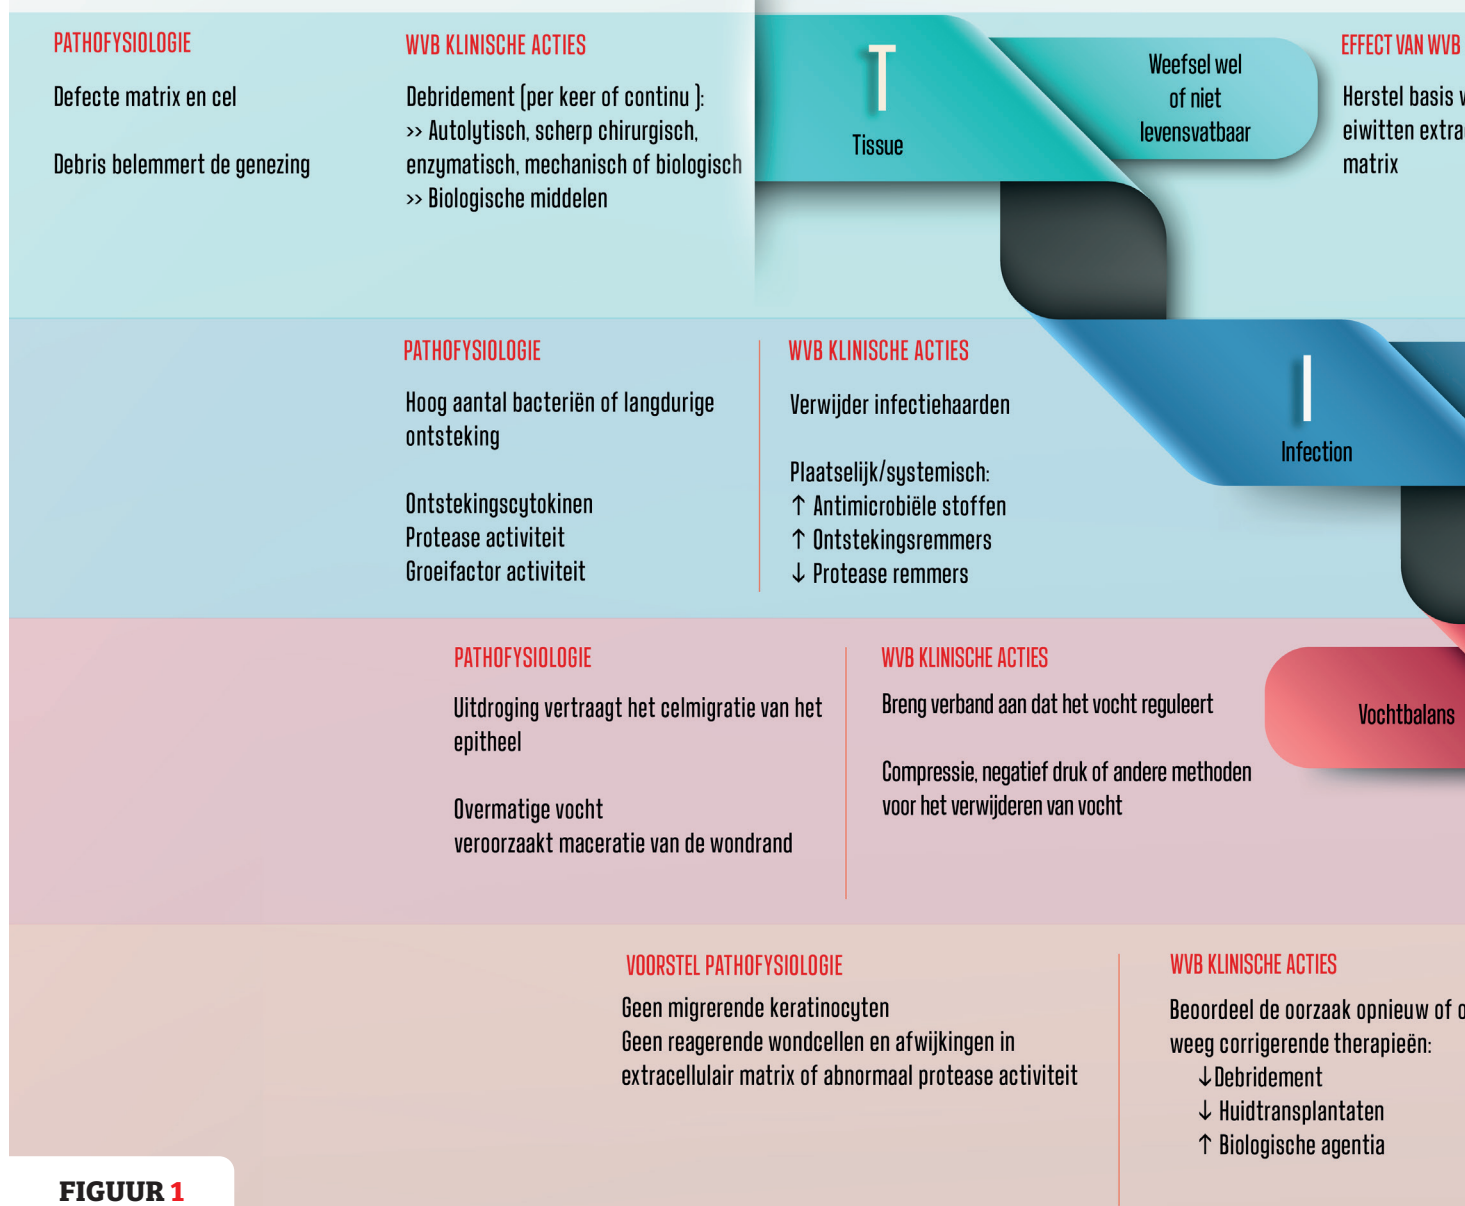 PATHOFYSIOLOGIE
Defecte matrix en cel
Debris belemmert de genezing
WVB KLINISCHE ACTIES
Debridement (per keer of continu ):
>> Autolytisch, scherp chirurgisch,
enzymatisch, mechanisch of biologisch
>> Biologische middelen
T
Tissue
Weefsel wel
of niet
levensvatbaar
EFFECT VAN WVB
Herstel basis
eiwitten
matrix
PATHOFYSIOLOGIE
Hoog aantal bacteriën of langdurige
ontsteking
Ontstekingscytokinen
Protease activiteit
Groeifactor activiteit
WVB KLINISCHE ACTIES
Verwijder infectiehaarden
Plaatselijk/systemisch:
↑ Antimicrobiële stoffen
↑ Ontstekingsremmers
↓ Protease remmers
I
Infection
PATHOFYSIOLOGIE
Uitdroging vertraagt het celmigratie van het
epitheel
Overmatige vocht
veroorzaakt maceratie van de wondrand
WVB KLINISCHE ACTIES
Breng verband aan dat het vocht reguleert
Compressie, negatief druk of andere methoden
voor het verwijderen van vocht
Vochtbalans
VOORSTEL PATHOFYSIOLOGIE
Geen migrerende keratinocyten
Geen reagerende wondcellen en afwijkingen in
extracellulair matrix of abnormaal protease activiteit
WVB KLINISCHE ACTIES
Beoordeel de oorzaak opnieuw of
weeg corrigerende therapieën:
↓Debridement
↓ Huidtransplantaten
↑ Biologische agentia
FIGUUR 1